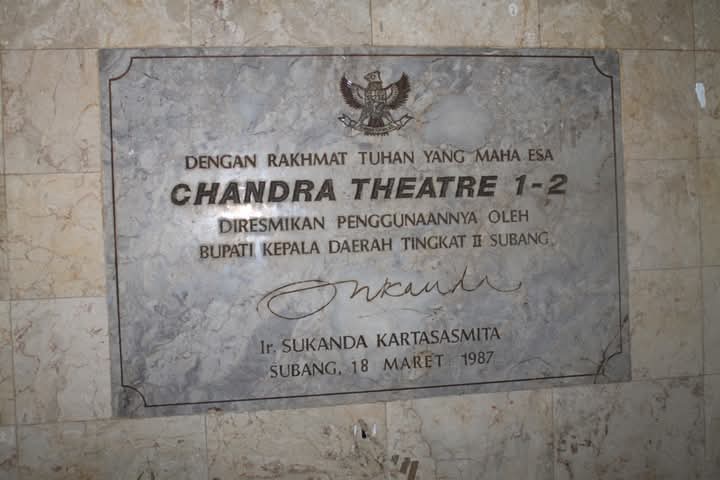 DENGAN RAKHMAT TUHAN YANG MAHA ESA
CHANDRA THEATRE 1-2
DIRESMIKAN PENGGUNAANNYA OLEH
BUPATI KEPALA DAERAH TINGKAT II SUBANG
Ir. SUKANDA KARTASASMITA
SUBANG, 18 MARET 1987